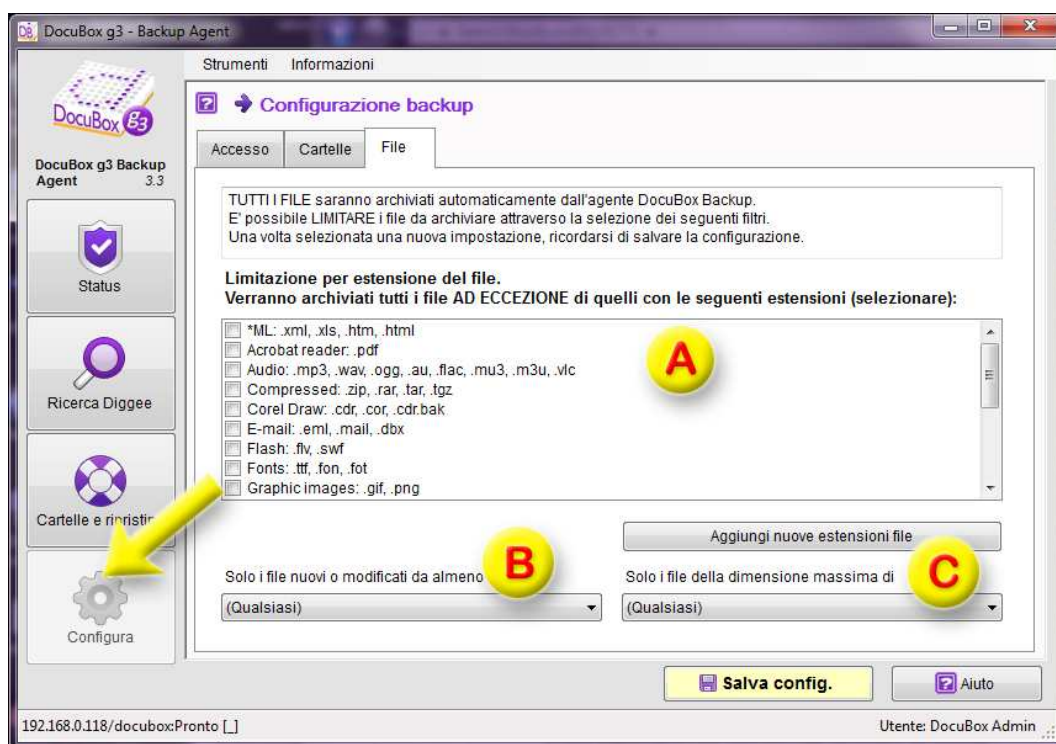 DocuBox g3 - Backup Agent
Strumenti Informazioni
DocuBox g3
Configurazione backup
Accesso Cartelle File
DocuBox g3 Backup
Agent 3.3
TUTTI I FILE saranno archiviati automaticamente dall'agente DocuBox Backup.
E' possibile LIMITARE i file da archiviare attraverso la selezione dei seguenti filtri.
Una volta selezionata una nuova impostazione, ricordarsi di salvare la configurazione.
Status
Limitazione per estensione del file.
Verranno archiviati tutti i file AD ECCEZIONE di quelli con le seguenti estensioni (selezionare):
*ML: .xml, .xls, .htm, .html
Acrobat reader: .pdf
Audio: .mp3, .wav, .ogg, .au, .flac, .mu3, .m3u, .vlc
Compressed: .zip, .rar, .tar, .tgz
Corel Draw: .cdr, .cor, .cdr.bak
E-mail: .eml, .mail, .dbx
Flash: .flv, .swf
Fonts: .ttf, .fon, .fot
Graphic images: .gif, .png
A
Ricerca Diggee
Cartelle e
Aggiungi nuove estensioni file
Solo i file nuovi o modificati da almeno
B
Solo i file della dimensione massima di
C
(Qualsiasi)
(Qualsiasi)
Configura
Salva config.
Aiuto
192.168.0.118/docubox:Pronto [_]
Utente: DocuBox Admin